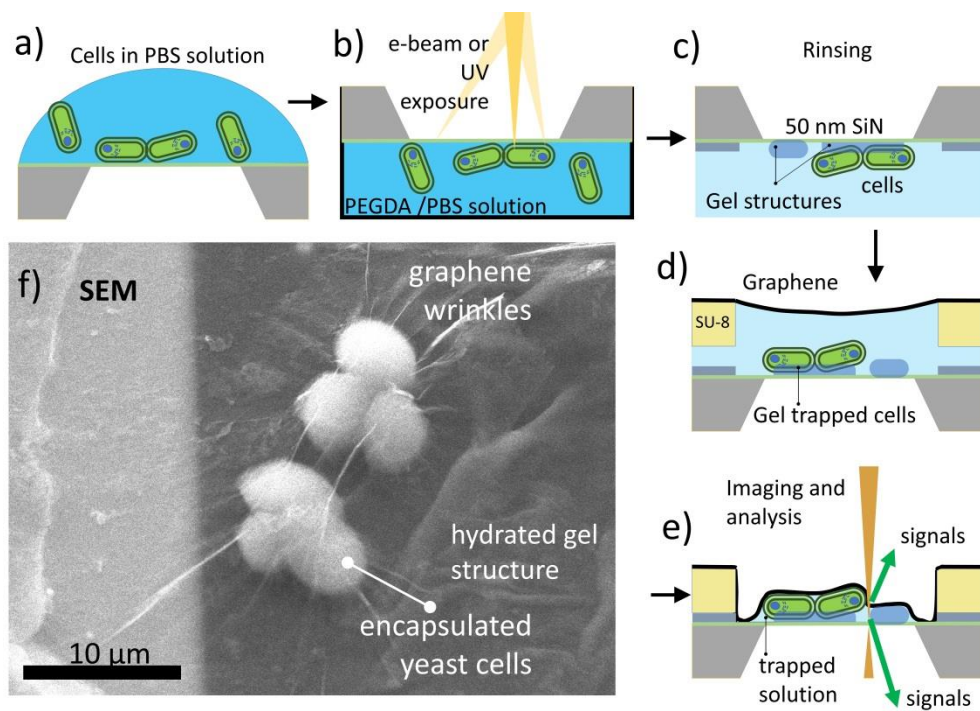 a)
Cells in PBS solution
b)
e-beam or
UV
exposure
PEGDA /PBS solution
c)
Rinsing
50 nm SiN
cells
Gel structures
d)
Graphene
SU-8
Gel trapped cells
e)
Imaging and
analysis
signals
trapped
solution
signals
f)
SEM
graphene
wrinkles
hydrated gel
structure
encapsulated
yeast cells
10 μm